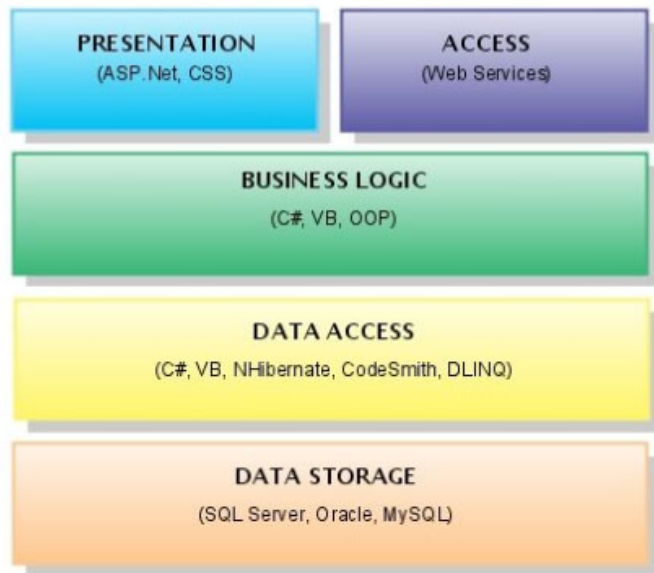 PRESENTATION
(ASP.Net, CSS)
ACCESS
(Web Services)
BUSINESS LOGIC
(C#, VB, OOP)
DATA ACCESS
(C#, VB, NHibernate, CodeSmith, DLINQ)
DATA STORAGE
(SQL Server, Oracle, MySQL)